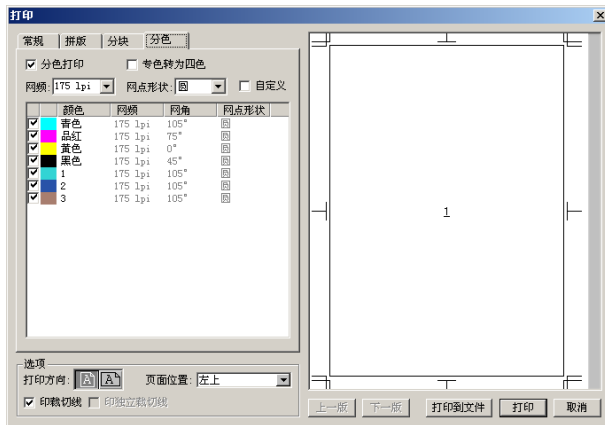 打印
常规 拼版 分块 分色
分色打印 专色转为四色
网频: 175 lpi 网点形状: 圆 自定义
颜色 网频 网角 网点形状
青色 175 lpi 105° 圆
品红 175 lpi 75° 圆
黄色 175 lpi 0° 圆
黑色 175 lpi 45° 圆
1 175 lpi 105° 圆
2 175 lpi 105° 圆
3 175 lpi 105° 圆
1
选项
打印方向: A A 页面位置: 左上
印裁切线 印独立裁切线
上一版 下一版 打印到文件 打印 取消